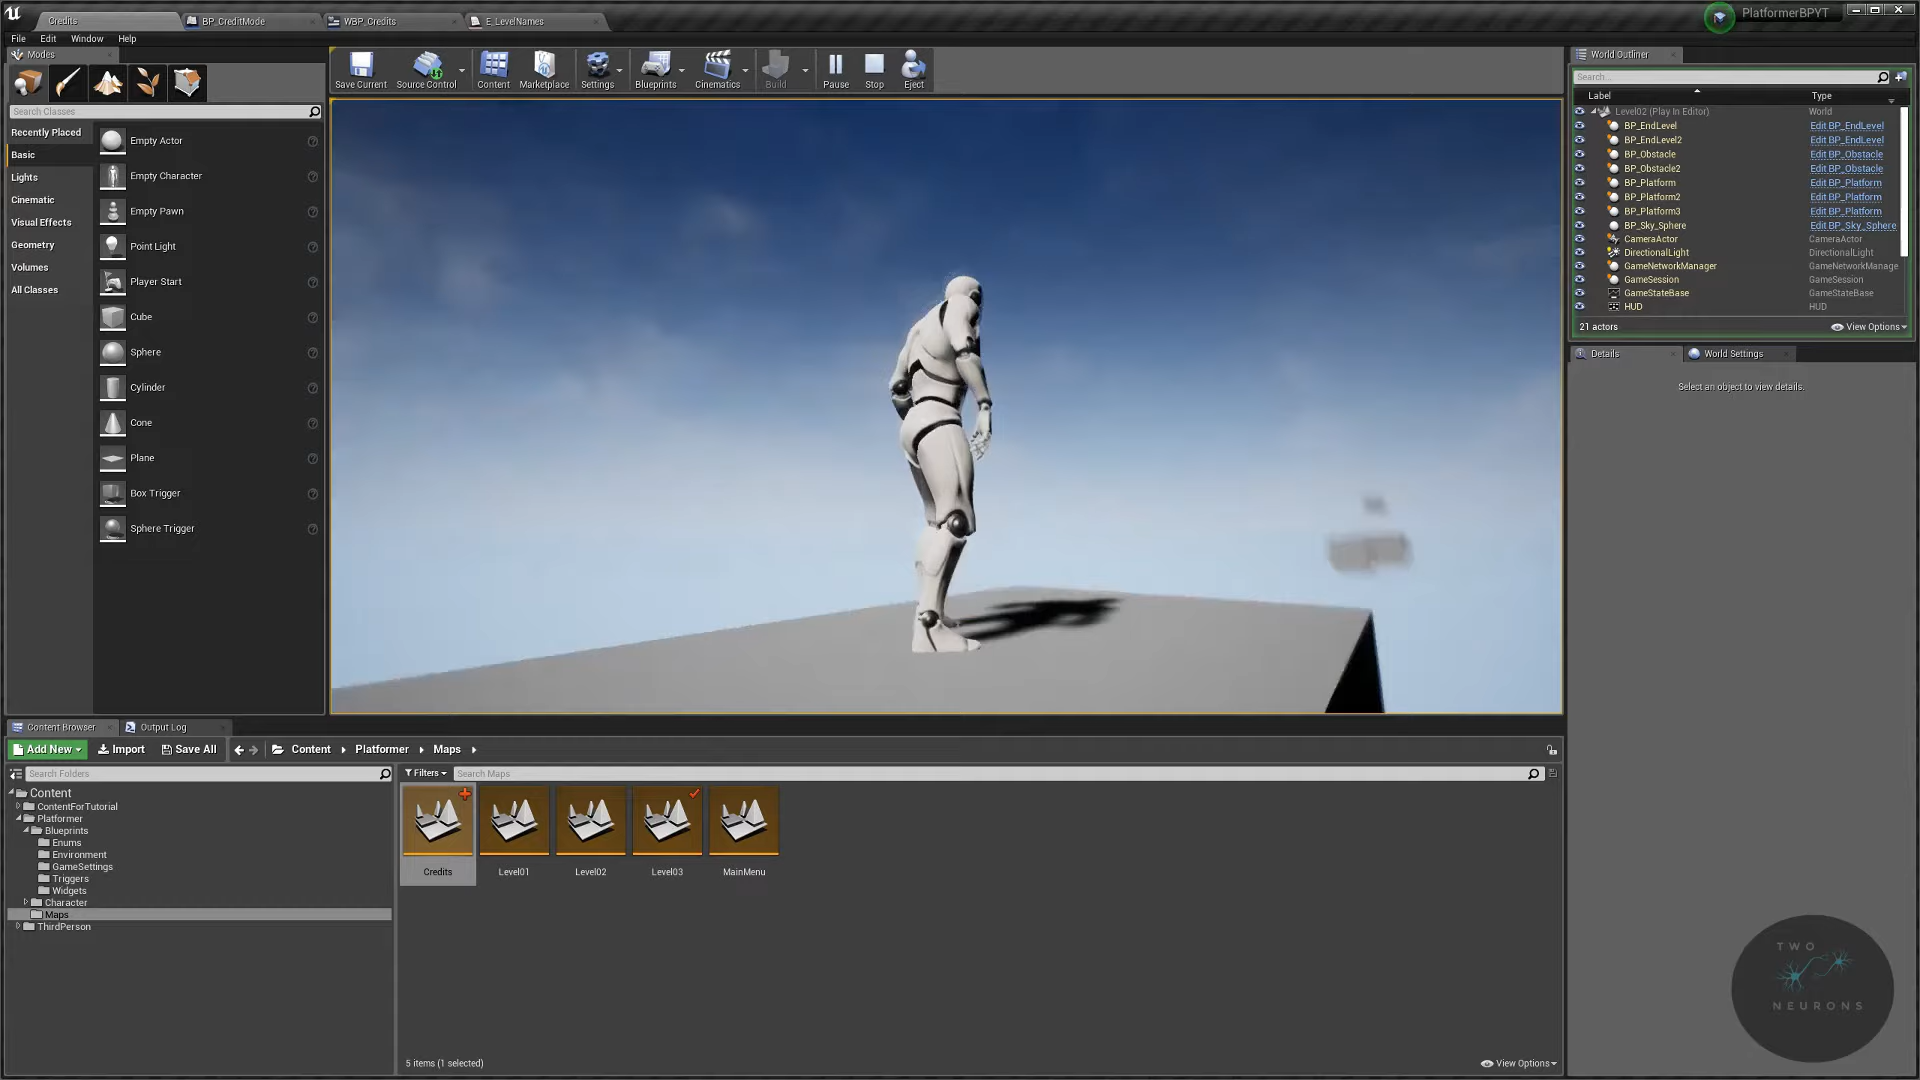 Credits
BP_CreditMode
WBP_Credits
E_LevelNames
PlatformerBPYT
File
Edit
Window
Help
Modes
Save Current
Source Control
Content
Marketplace
Settings
Blueprints
Cinematics
Build
Pause
Stop
Eject
World Outliner
Search Classes
Search...
Label
Type
Recently Placed
Basic
Lights
Cinematic
Visual Effects
Geometry
Volumes
All Classes
Empty Actor
Empty Character
Empty Pawn
Point Light
Player Start
Cube
Sphere
Cylinder
Cone
Plane
Box Trigger
Sphere Trigger
Level02 (Play In Editor)
World
BP_EndLevel
Edit BP_EndLevel
BP_EndLevel2
Edit BP_EndLevel
BP_Obstacle
Edit BP_Obstacle
BP_Obstacle2
Edit BP_Obstacle
BP_Platform
Edit BP_Platform
BP_Platform2
Edit BP_Platform
BP_Platform3
Edit BP_Platform
BP_Sky_Sphere
Edit BP_Sky_Sphere
CameraActor
CameraActor
DirectionalLight
DirectionalLight
GameNetworkManager
GameNetworkManage
GameSession
GameSession
GameStateBase
GameStateBase
HUD
HUD
21 actors
View Options
Details
World Settings
Select an object to view details.
Content Browser
Output Log
Add New
Import
Save All
Content
Platformer
Maps
Search Folders
Filters
Search Maps
Content
ContentForTutorial
Platformer
Blueprints
Enums
Environment
GameSettings
Triggers
Widgets
Character
Maps
ThirdPerson
Credits
Level01
Level02
Level03
MainMenu
TWO
NEURONS
5 items (1 selected)
View Options